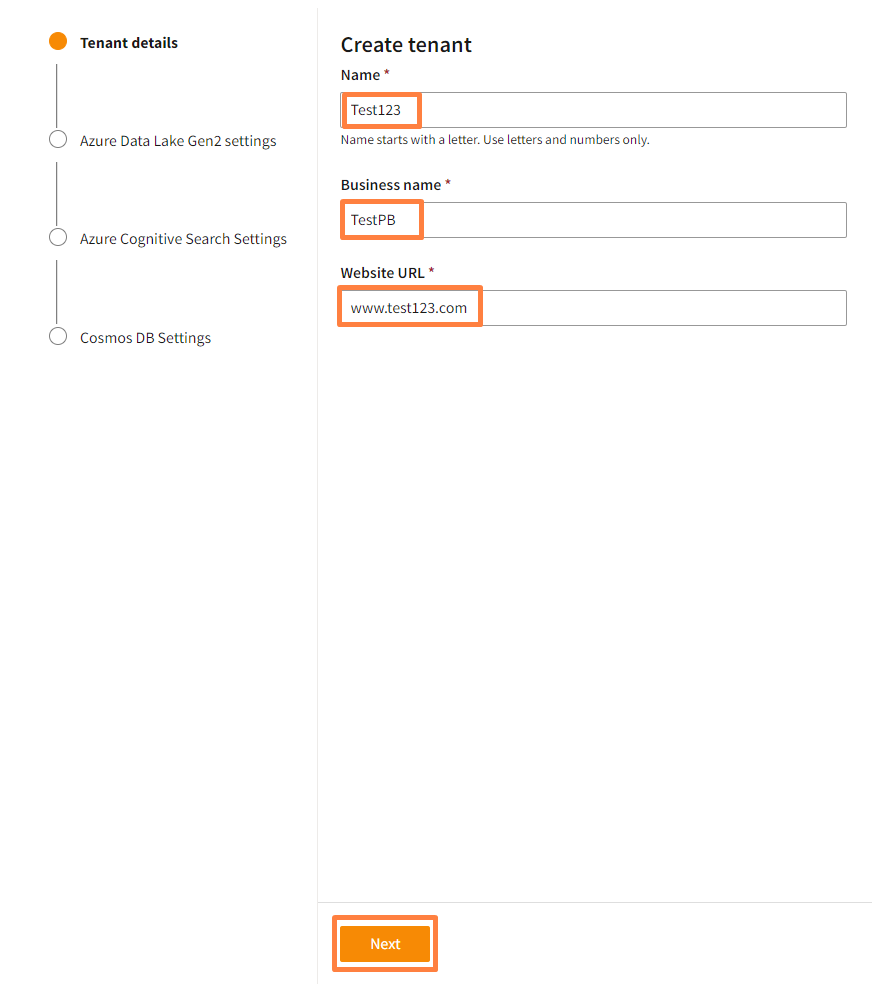 Tenant details
Azure Data Lake Gen2 settings
Azure Cognitive Search Settings
Cosmos DB Settings
Create tenant
Name *
Test123
Name starts with a letter. Use letters and numbers only.
Business name *
TestPB
Website URL *
www.test123.com
Next